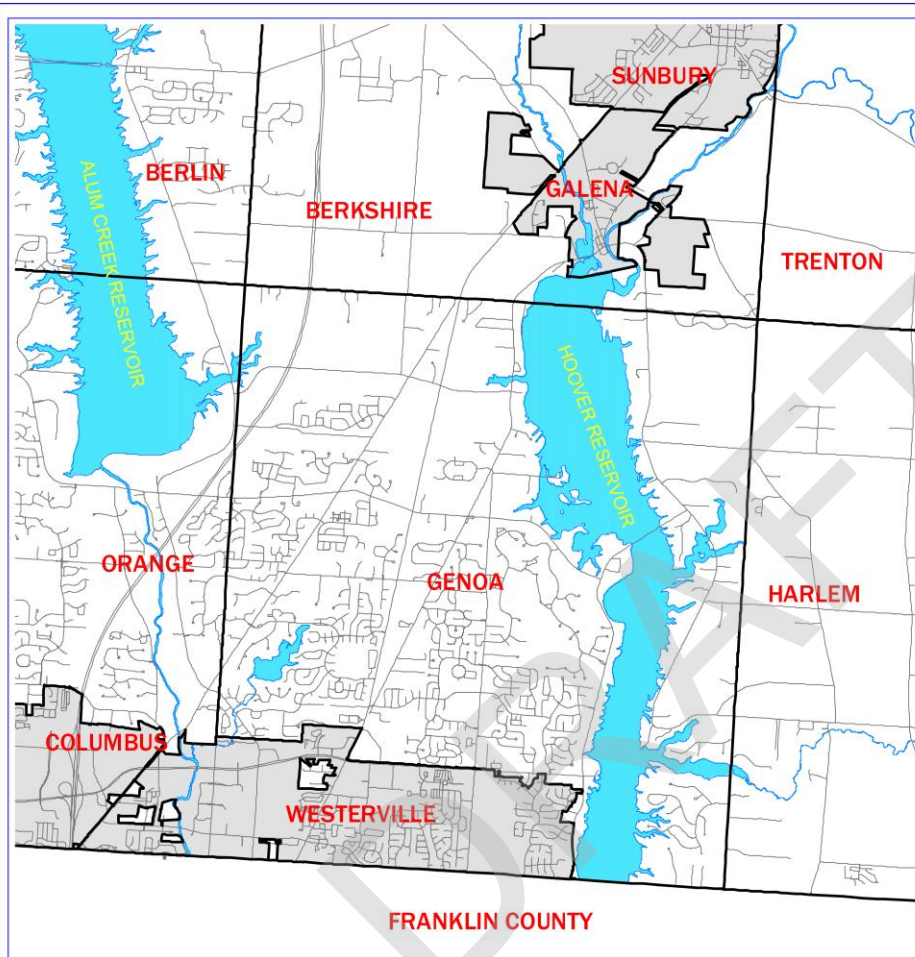 SUNBURY
BERLIN
GALENA
BERKSHIRE
TRENTON
ALUM CREEK RESERVOIR
HOOVER RESERVOIR
ORANGE
GENOA
HARLEM
COLUMBUS
WESTERVILLE
FRANKLIN COUNTY
DRAFT